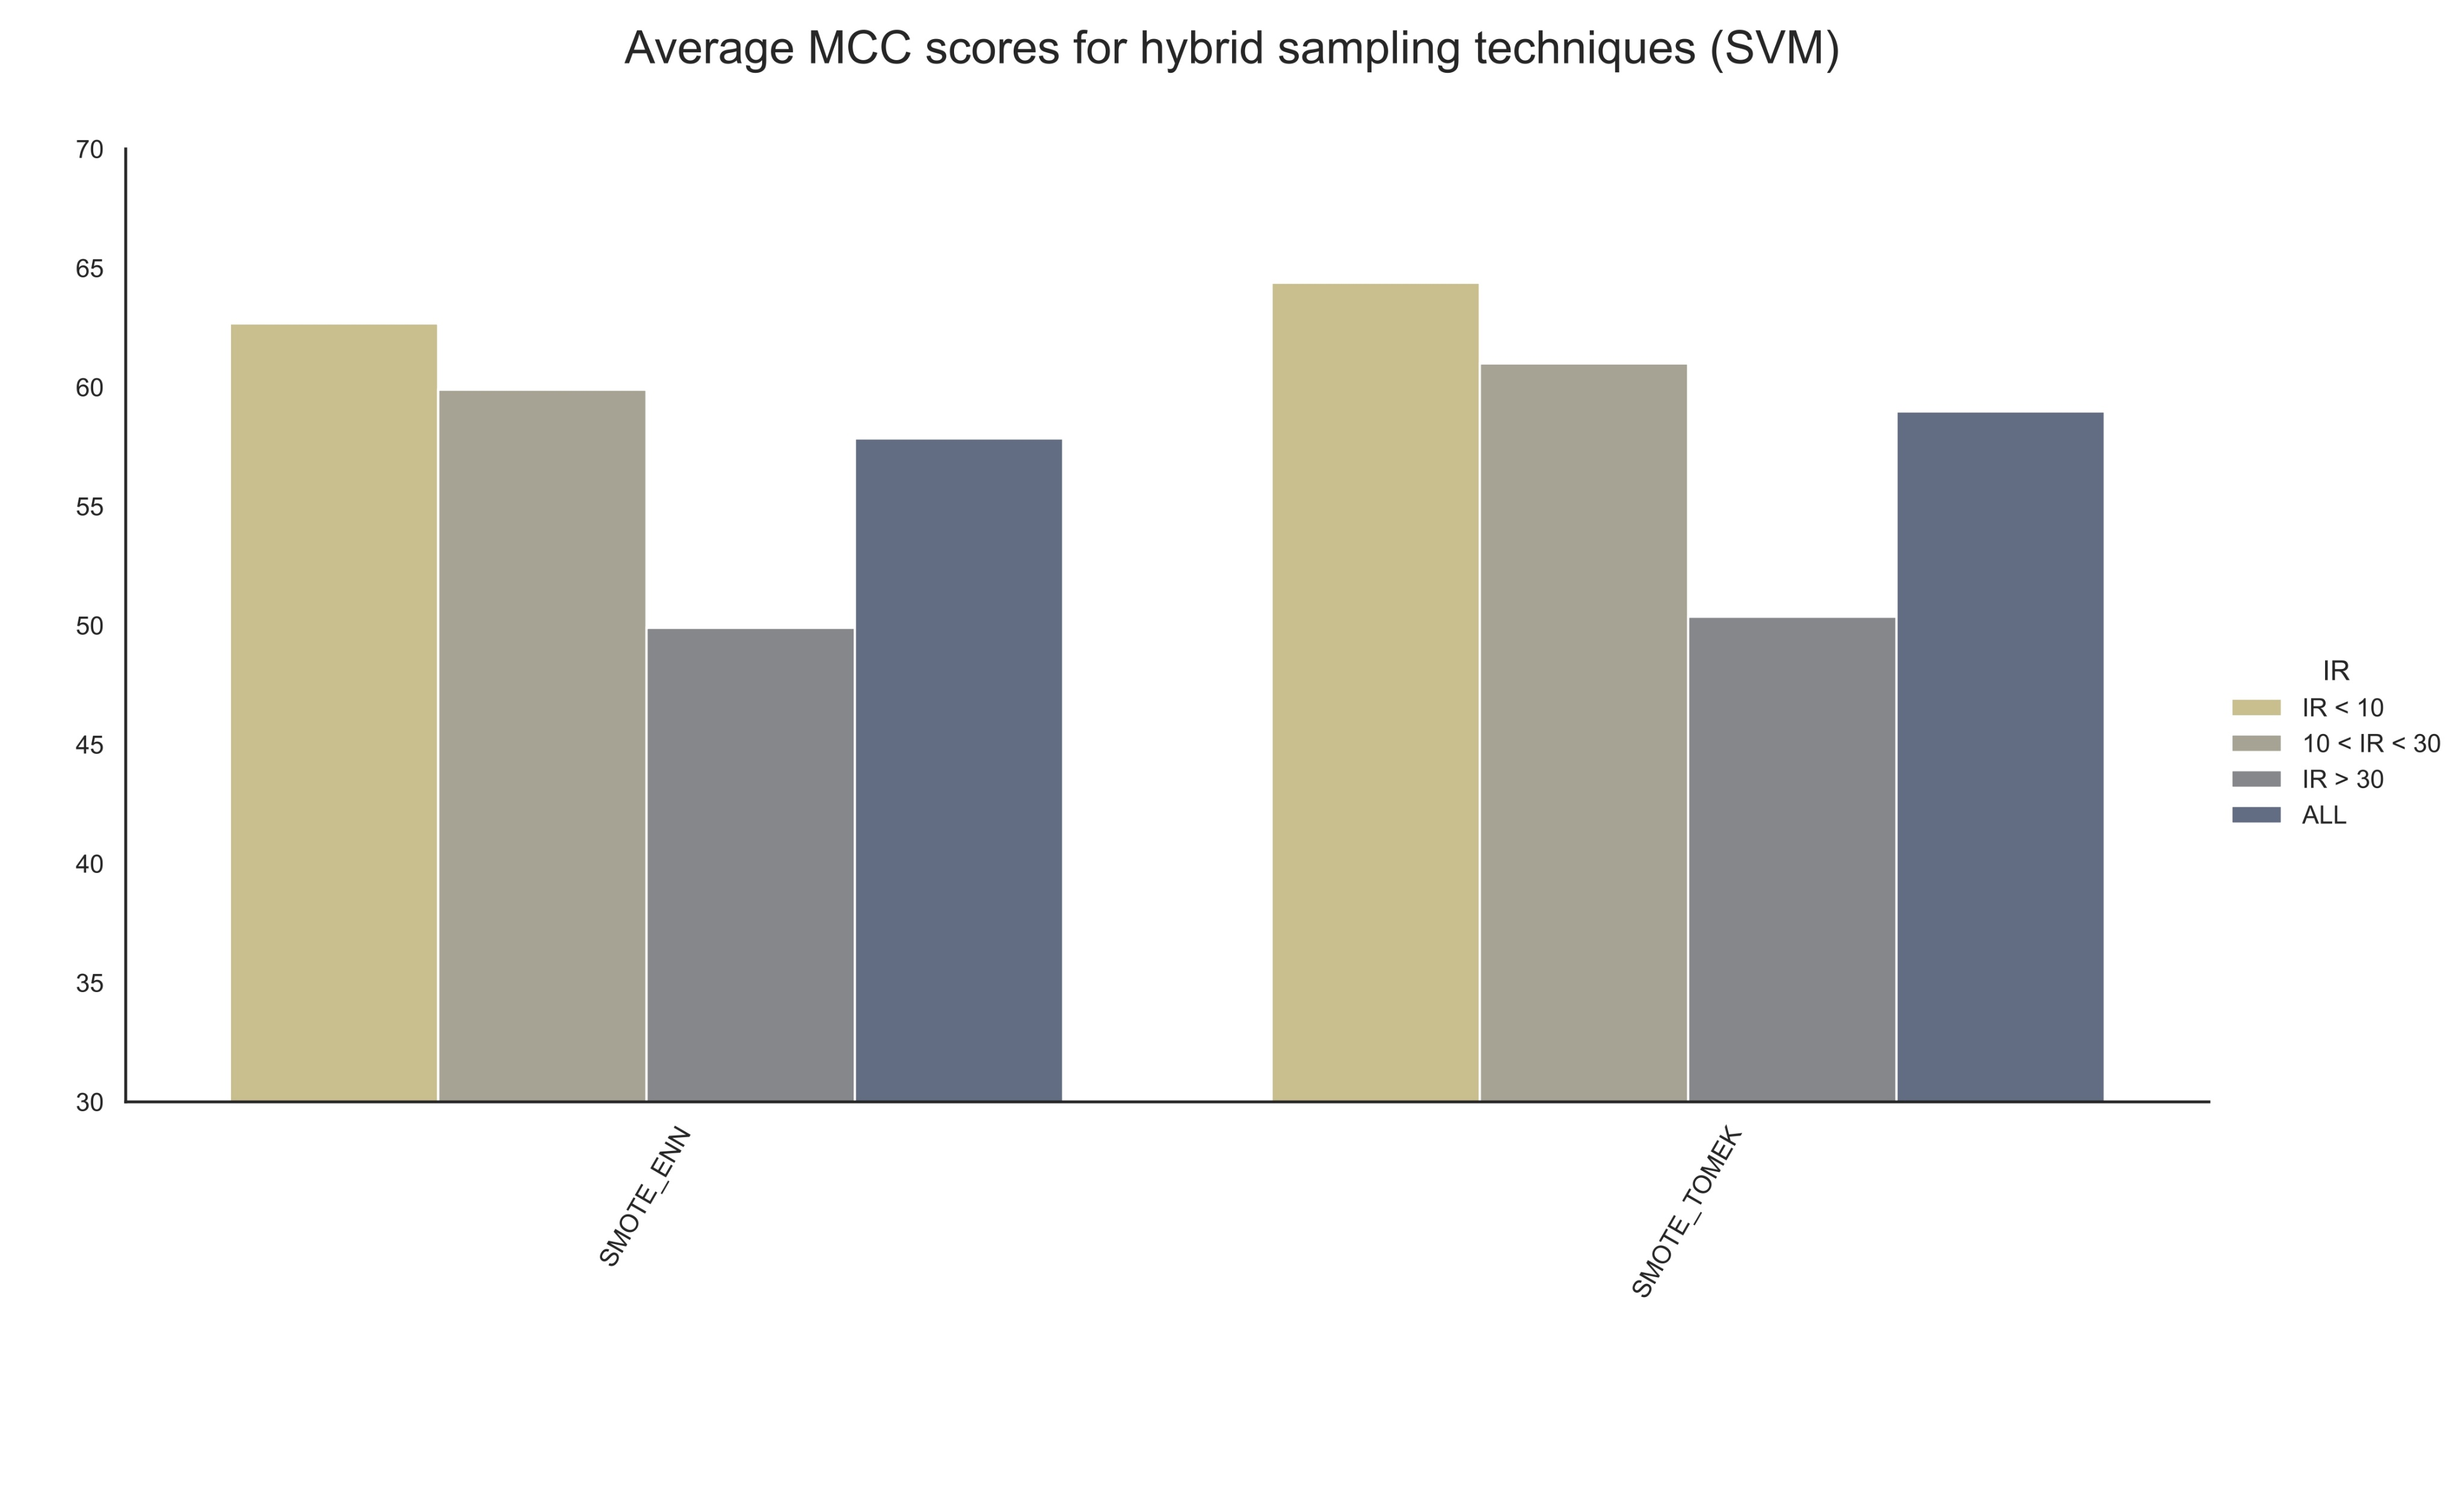 Average MCC scores for hybrid sampling techniques (SVM)
70
65
60
55
50
45
40
35
30
SMOTE_ENN
SMOTE_TOMEK
IR
IR < 10
10 < IR < 30
IR > 30
ALL